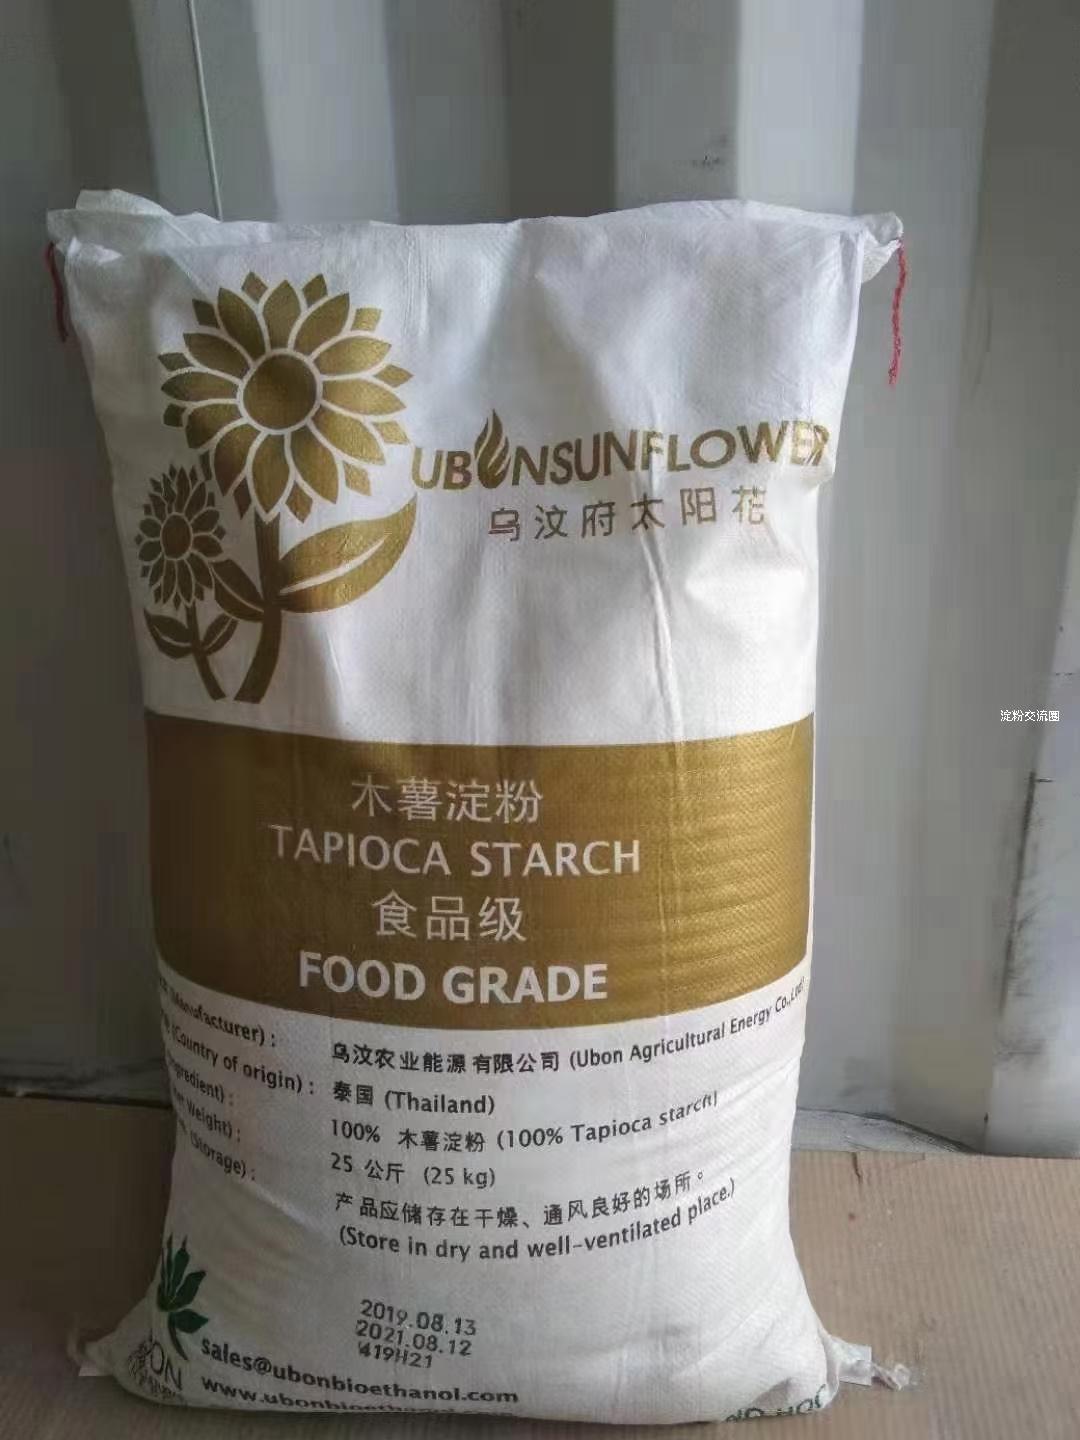 UBONSUNFLOWER
乌汶府太阳花
淀粉交流圈
木薯淀粉
TAPIOCA STARCH
食品级
FOOD GRADE
(Manufacturer) : 乌汶农业能源有限公司 (Ubon Agricultural Energy Co.,Ltd)
(Country of origin) : 泰国 (Thailand)
100% 木薯淀粉 (100% Tapioca starch)
Weight) : 25 公斤 (25 kg)
(Storage) : 产品应储存在干燥、通风良好的场所。
(Store in dry and well-ventilated place.)
2019.08.13
2021.08.12
419H21
sales@ubonbioethanol.com
www.ubonbioethanol.com